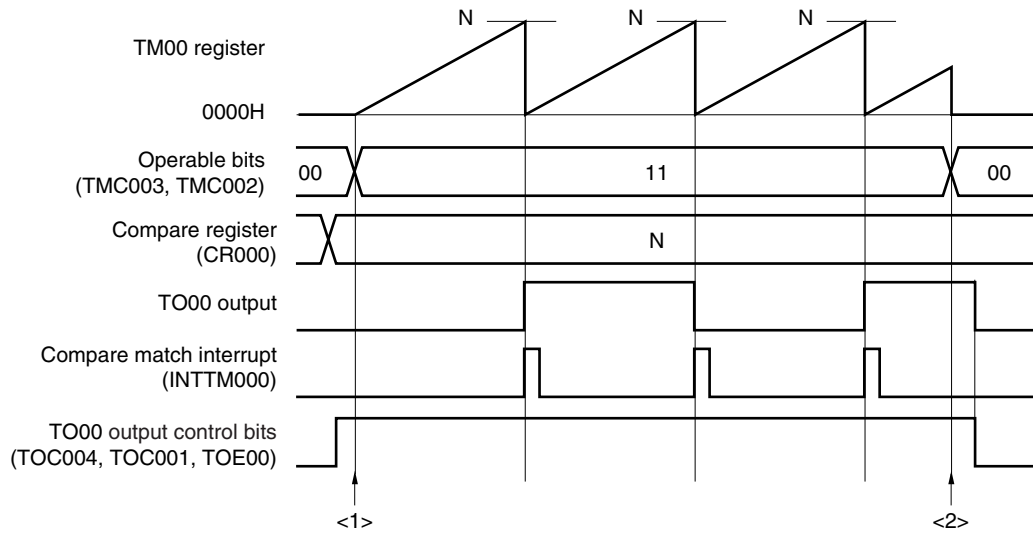 N N N
TM00 register
0000H
Operable bits
(TMC003, TMC002)
00 11 00
Compare register
(CR000)
N
TO00 output
Compare match interrupt
(INTTM000)
TO00 output control bits
(TOC004, TOC001, TOE00)
<1> <2>